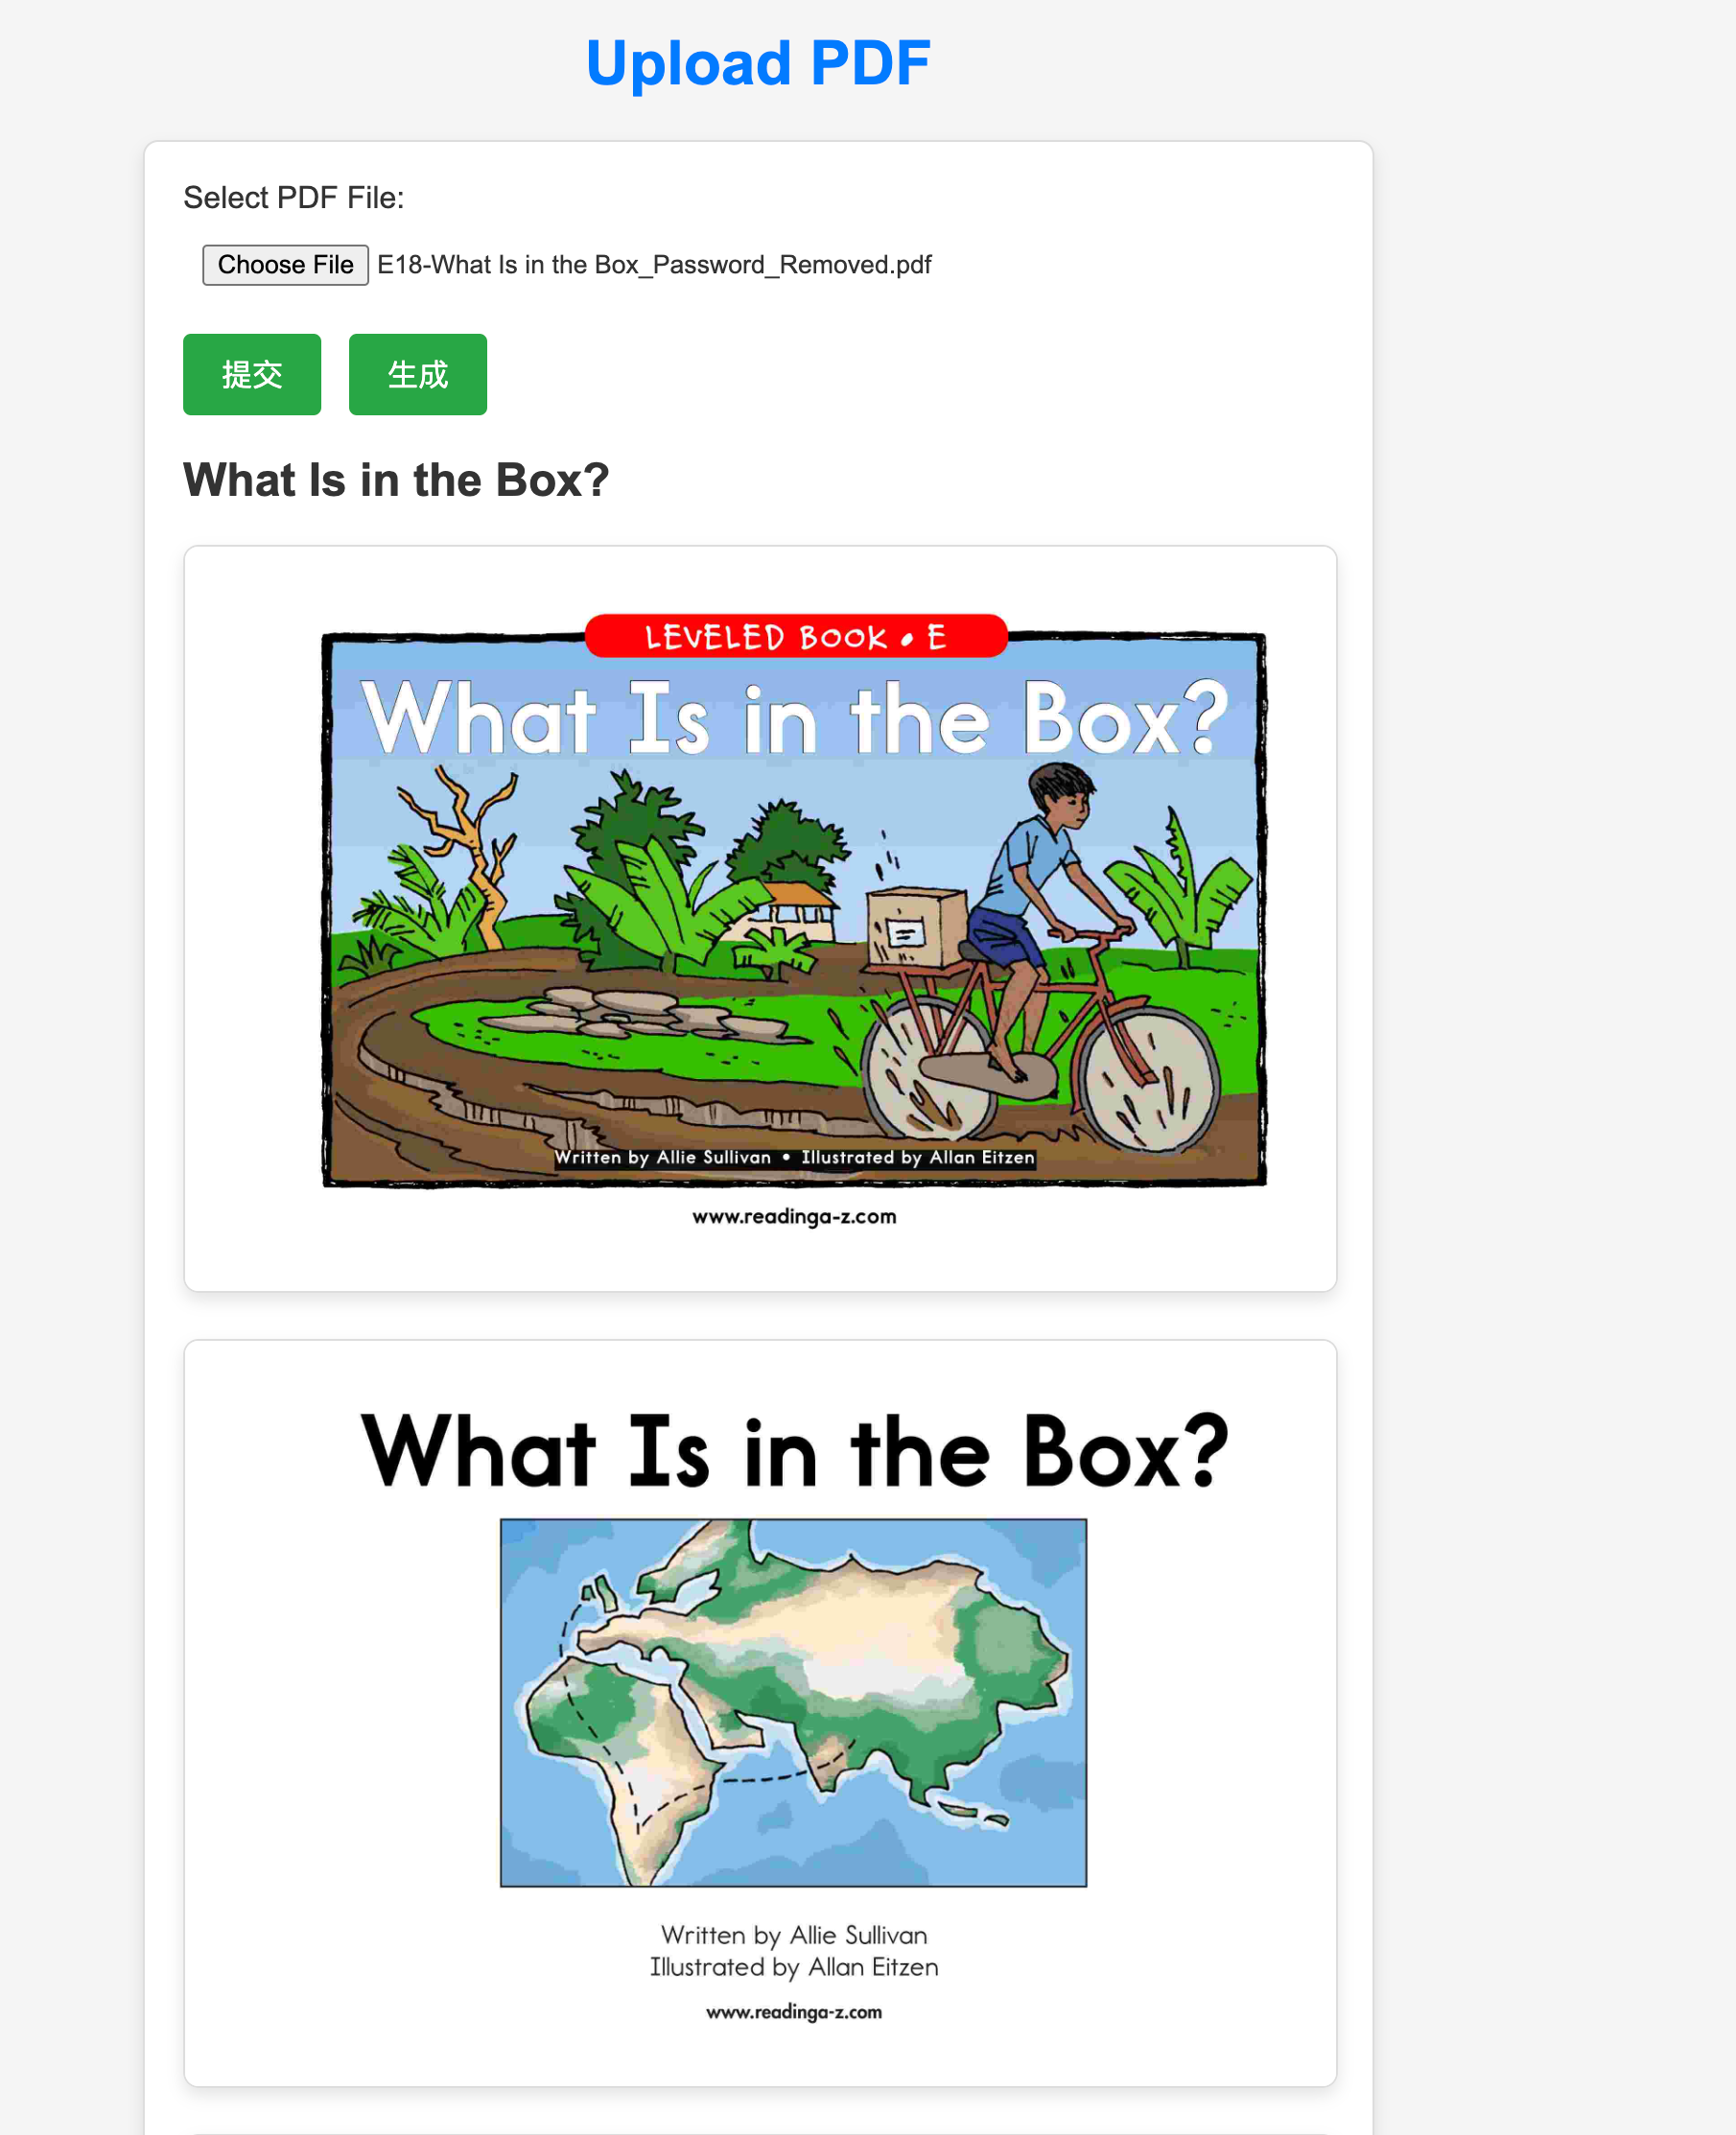 Upload PDF
Select PDF File:
Choose File E18-What Is in the Box_Password_Removed.pdf
提交 生成
What Is in the Box?
LEVELED BOOK • E
What Is in the Box?
Written by Allie Sullivan • Illustrated by Allan Eitzen
www.readinga-z.com
What Is in the Box?
Written by Allie Sullivan
Illustrated by Allan Eitzen
www.readinga-z.com